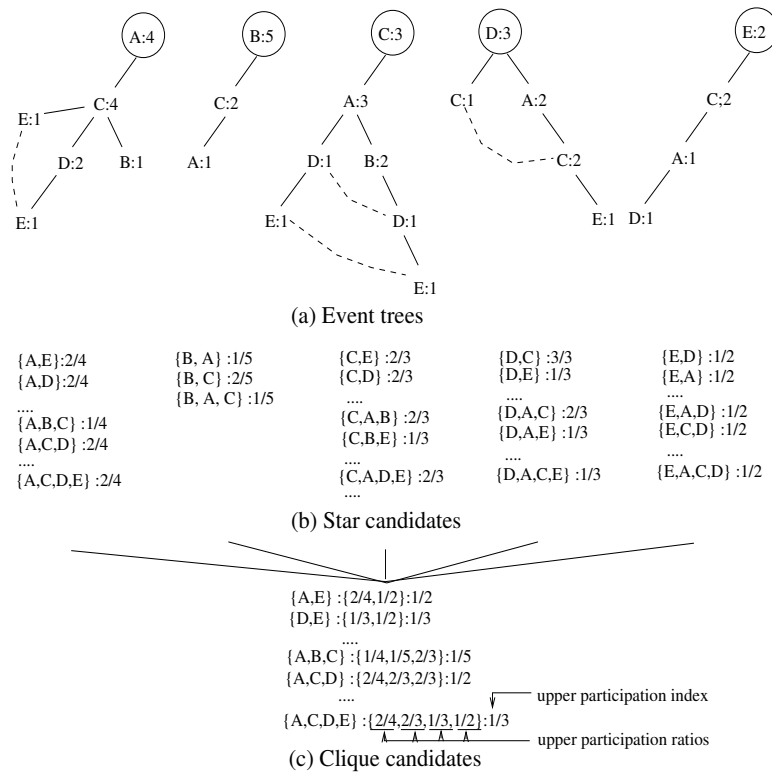 A:4 B:5 C:3 D:3 E:2
E:1 C:4 C:2 A:3 C:1 A:2 C;2
D:2 B:1 A:1 D:1 B:2 C:2 A:1
E:1 E:1 D:1 E:1 D:1
E:1
(a) Event trees
{A,E}:2/4
{A,D}:2/4
....
{A,B,C} :1/4
{A,C,D} :2/4
....
{A,C,D,E} :2/4
{B, A} :1/5
{B, C} :2/5
{B, A, C} :1/5
{C,E} :2/3
{C,D} :2/3
....
{C,A,B} :2/3
{C,B,E} :1/3
....
{C,A,D,E} :2/3
....
{D,C} :3/3
{D,E} :1/3
....
{D,A,C} :2/3
{D,A,E} :1/3
....
{D,A,C,E} :1/3
{E,D} :1/2
{E,A} :1/2
....
{E,A,D} :1/2
{E,C,D} :1/2
....
{E,A,C,D} :1/2
(b) Star candidates
{A,E} :{2/4,1/2}:1/2
{D,E} :{1/3,1/2}:1/3
....
{A,B,C} :{1/4,1/5,2/3}:1/5
{A,C,D} :{2/4,2/3,2/3}:1/2
....
upper participation index
{A,C,D,E} :{2/4,2/3,1/3,1/2}:1/3
upper participation ratios
(c) Clique candidates